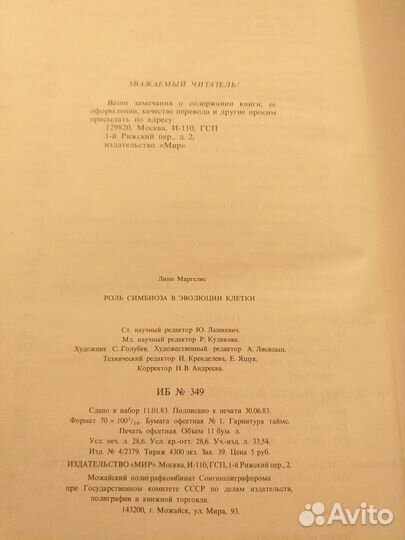 УВАЖАЕМЫЙ ЧИТАТЕЛЬ!
Ваши замечания о содержании книги, ее
оформлении, качестве перевода и другие просим
присылать по адресу:
129820, Москва, И-110, ГСП
1-й Рижский пер., д. 2,
издательство «Мир»
Линн Маргелис
РОЛЬ СИМБИОЗА В ЭВОЛЮЦИИ КЛЕТКИ
Ст. научный редактор Ю. Лашкевич.
Мл. научный редактор Р. Куликова.
Художник С. Голубев. Художественный редактор А. Лисицын.
Технический редактор И. Кренделева, Е. Ящук.
Корректор Н. В. Андреева.
ИБ № 349
Сдано в набор 11.01.83. Подписано к печати 30.06.83.
Формат 70 × 100 1/16. Бумага офсетная № 1. Гарнитура таймс.
Печать офсетная. Объем 11 бум. л.
Усл. печ. л. 28,6. Усл. кр.-отт. 28,6. Уч.-изд. л. 33,54.
Изд. № 4/2379. Тираж 4300 экз. Зак. 39. Цена 5 руб.
ИЗДАТЕЛЬСТВО «МИР». Москва, И-110, ГСП, 1-й Рижский пер., 2.
Можайский полиграфкомбинат Союзполиграфпрома
при Государственном комитете СССР по делам издательств,
полиграфии и книжной торговли.
143200, г. Можайск, ул. Мира, 93.
Avito